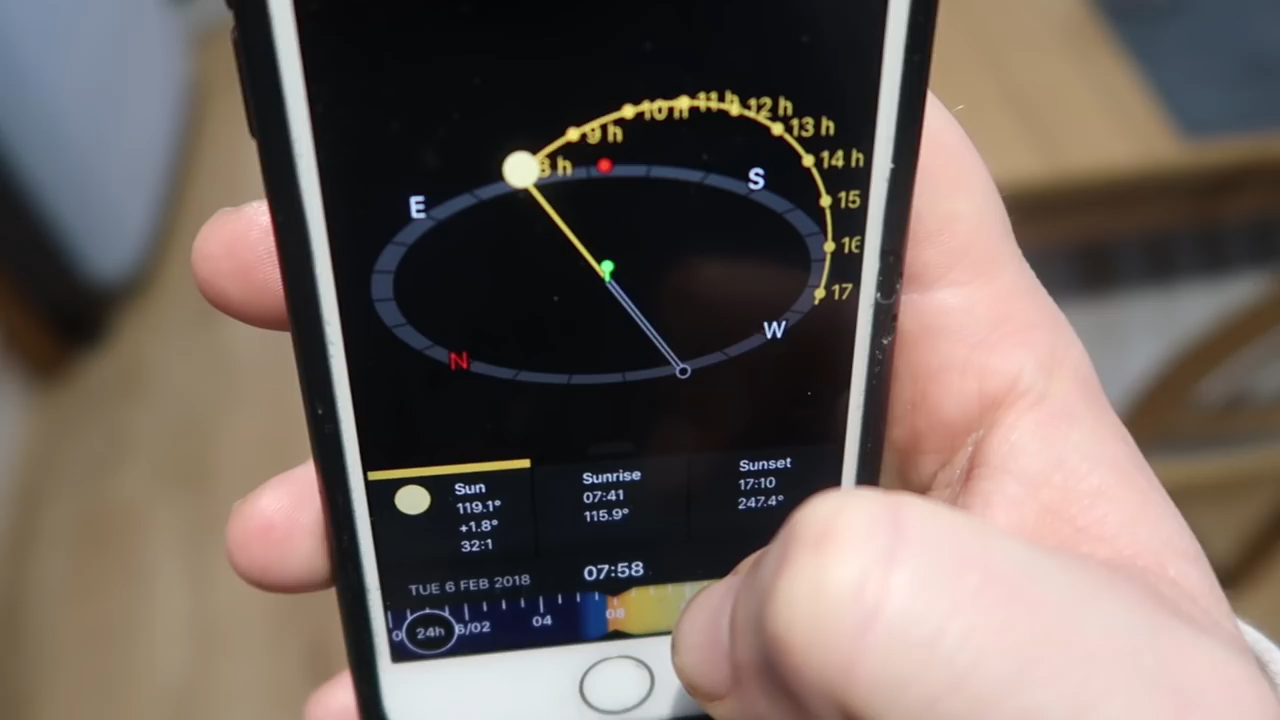 10 h
11 h
12 h
9 h
13 h
8 h
14 h
S
15
E
16
17
W
N
Sun
119.1°
+1.8°
32:1
Sunrise
07:41
115.9°
Sunset
17:10
247.4°
TUE 6 FEB 2018
07:58
0
24h
6/02
04
08